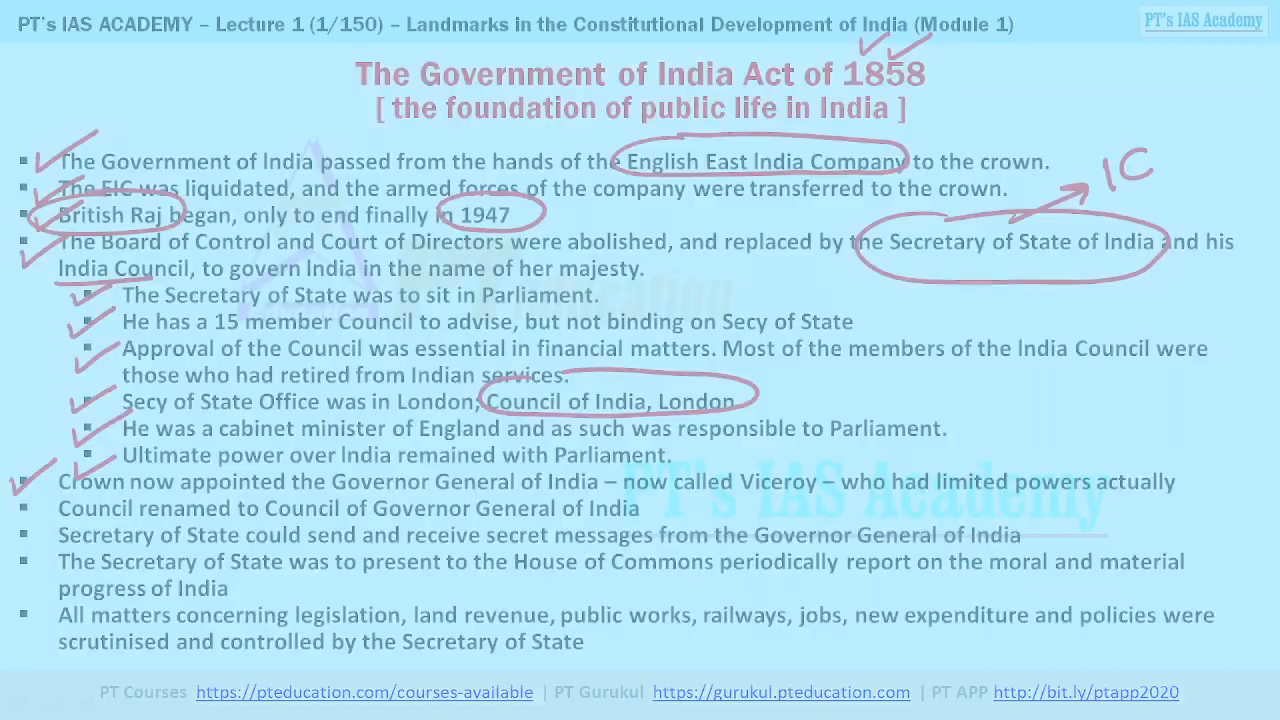 PT's IAS ACADEMY – Lecture 1 (1/150) – Landmarks in the Constitutional Development of India (Module 1)
PT's IAS Academy
The Government of India Act of 1858
[ the foundation of public life in India ]
▪ The Government of India passed from the hands of the English East India Company to the crown.
IC
▪ The EIC was liquidated, and the armed forces of the company were transferred to the crown.
▪ British Raj began, only to end finally in 1947
▪ The Board of Control and Court of Directors were abolished, and replaced by the Secretary of State of India and his
India Council, to govern India in the name of her majesty.
▪ The Secretary of State was to sit in Parliament.
▪ He has a 15 member Council to advise, but not binding on Secy of State
▪ Approval of the Council was essential in financial matters. Most of the members of the India Council were
those who had retired from Indian services.
▪ Secy of State Office was in London; Council of India, London
▪ He was a cabinet minister of England and as such was responsible to Parliament.
▪ Ultimate power over India remained with Parliament.
▪ Crown now appointed the Governor General of India – now called Viceroy – who had limited powers actually
▪ Council renamed to Council of Governor General of India
PT's IAS Academy
▪ Secretary of State could send and receive secret messages from the Governor General of India
▪ The Secretary of State was to present to the House of Commons periodically report on the moral and material
progress of India
▪ All matters concerning legislation, land revenue, public works, railways, jobs, new expenditure and policies were
scrutinised and controlled by the Secretary of State
PT Courses https://pteducation.com/courses-available | PT Gurukul https://gurukul.pteducation.com | PT APP http://bit.ly/ptapp2020